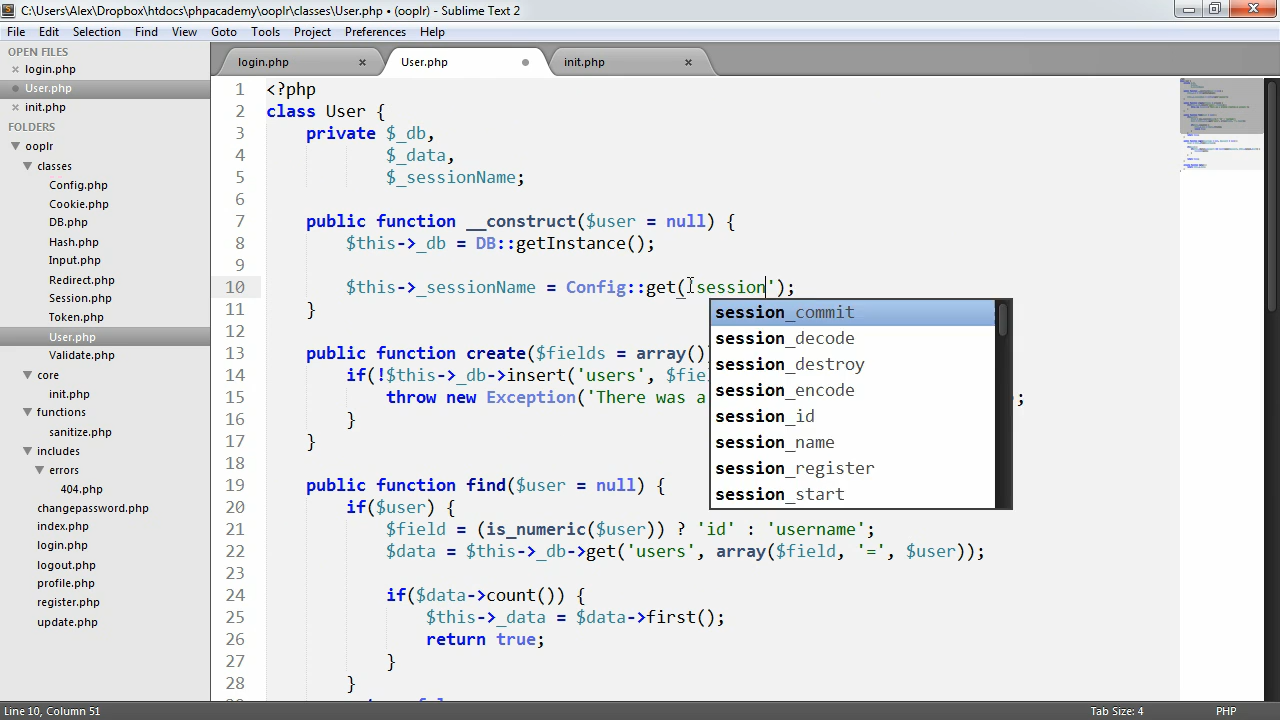 C:\Users\Alex\Dropbox\htdocs\phpacademy\ooplr\classes\User.php • (ooplr) - Sublime Text 2
File Edit Selection Find View Goto Tools Project Preferences Help
OPEN FILES
login.php
User.php
init.php
FOLDERS
ooplr
classes
Config.php
Cookie.php
DB.php
Hash.php
Input.php
Redirect.php
Session.php
Token.php
User.php
Validate.php
core
init.php
functions
sanitize.php
includes
errors
404.php
changepassword.php
index.php
login.php
logout.php
profile.php
register.php
update.php
login.php User.php init.php
1 <?php
2 class User {
3 private $_db,
4 $_data,
5 $_sessionName;
6
7 public function __construct($user = null) {
8 $this->_db = DB::getInstance();
9
10 $this->_sessionName = Config::get('session');
11 }
12
13 public function create($fields = array())
14 if(!$this->_db->insert('users', $fiel
15 throw new Exception('There was a ;
16 }
17 }
18
19 public function find($user = null) {
20 if($user) {
21 $field = (is_numeric($user)) ? 'id' : 'username';
22 $data = $this->_db->get('users', array($field, '=', $user));
23
24 if($data->count()) {
25 $this->_data = $data->first();
26 return true;
27 }
28 }
session_commit
session_decode
session_destroy
session_encode
session_id
session_name
session_register
session_start
Line 10, Column 51 Tab Size: 4 PHP